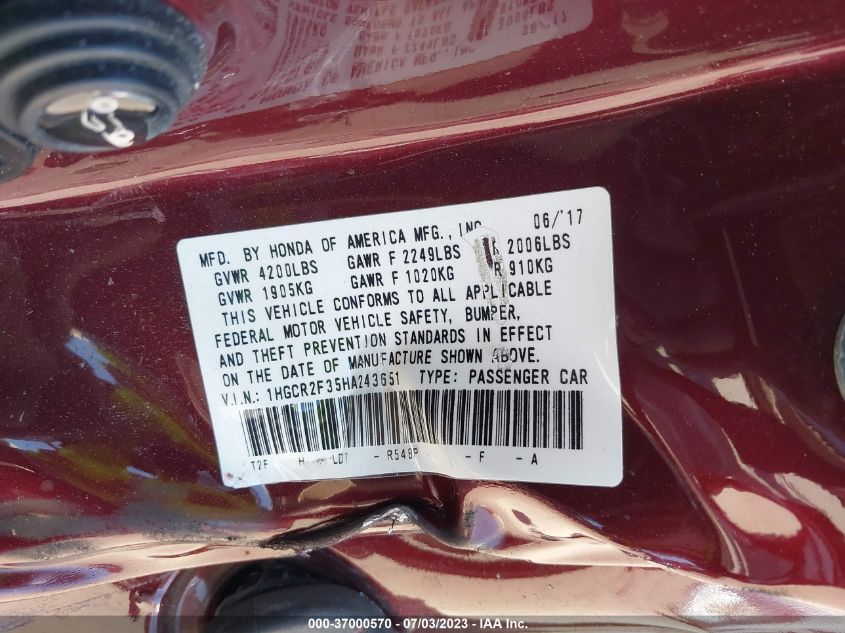 MFD. BY HONDA OF AMERICA MFG., INC 06/'17
GVWR 4200LBS GAWR F 2249LBS R 2006LBS
GVWR 1905KG GAWR F 1020KG R 910KG
THIS VEHICLE CONFORMS TO ALL APPLICABLE
FEDERAL MOTOR VEHICLE SAFETY, BUMPER,
AND THEFT PREVENTION STANDARDS IN EFFECT
ON THE DATE OF MANUFACTURE SHOWN ABOVE.
V.I.N.: 1HGCR2F35HA243651 TYPE: PASSENGER CAR
R548P - F - A
000-37000570 - 07/03/2023 - IAA Inc.